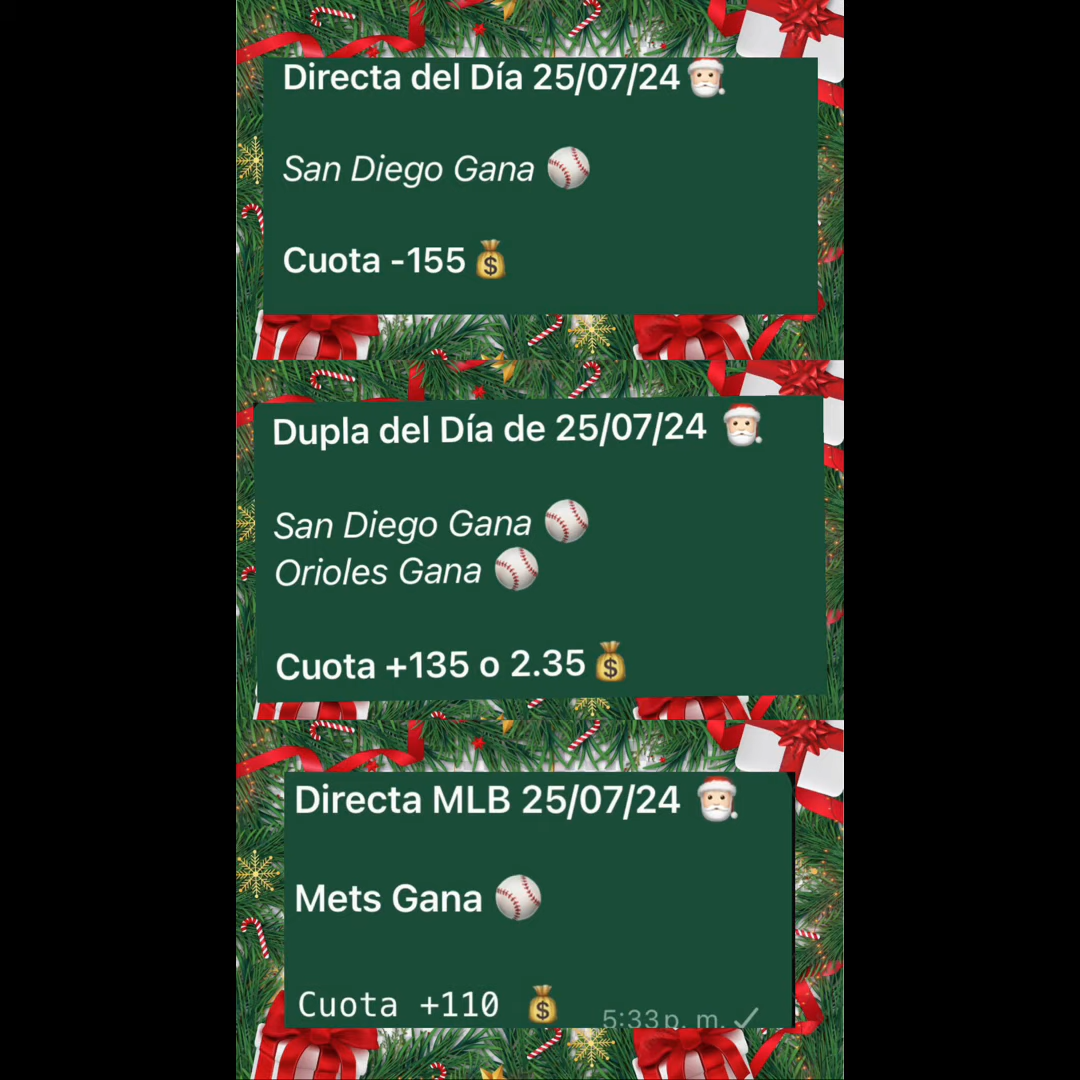 Directa del Día 25/07/24 🎅🏻
San Diego Gana ⚾
Cuota -155 💰
Dupla del Día de 25/07/24 🎅🏻
San Diego Gana ⚾
Orioles Gana ⚾
Cuota +135 o 2.35 💰
Directa MLB 25/07/24 🎅🏻
Mets Gana ⚾
Cuota +110 💰
5:33 p. m. ✓